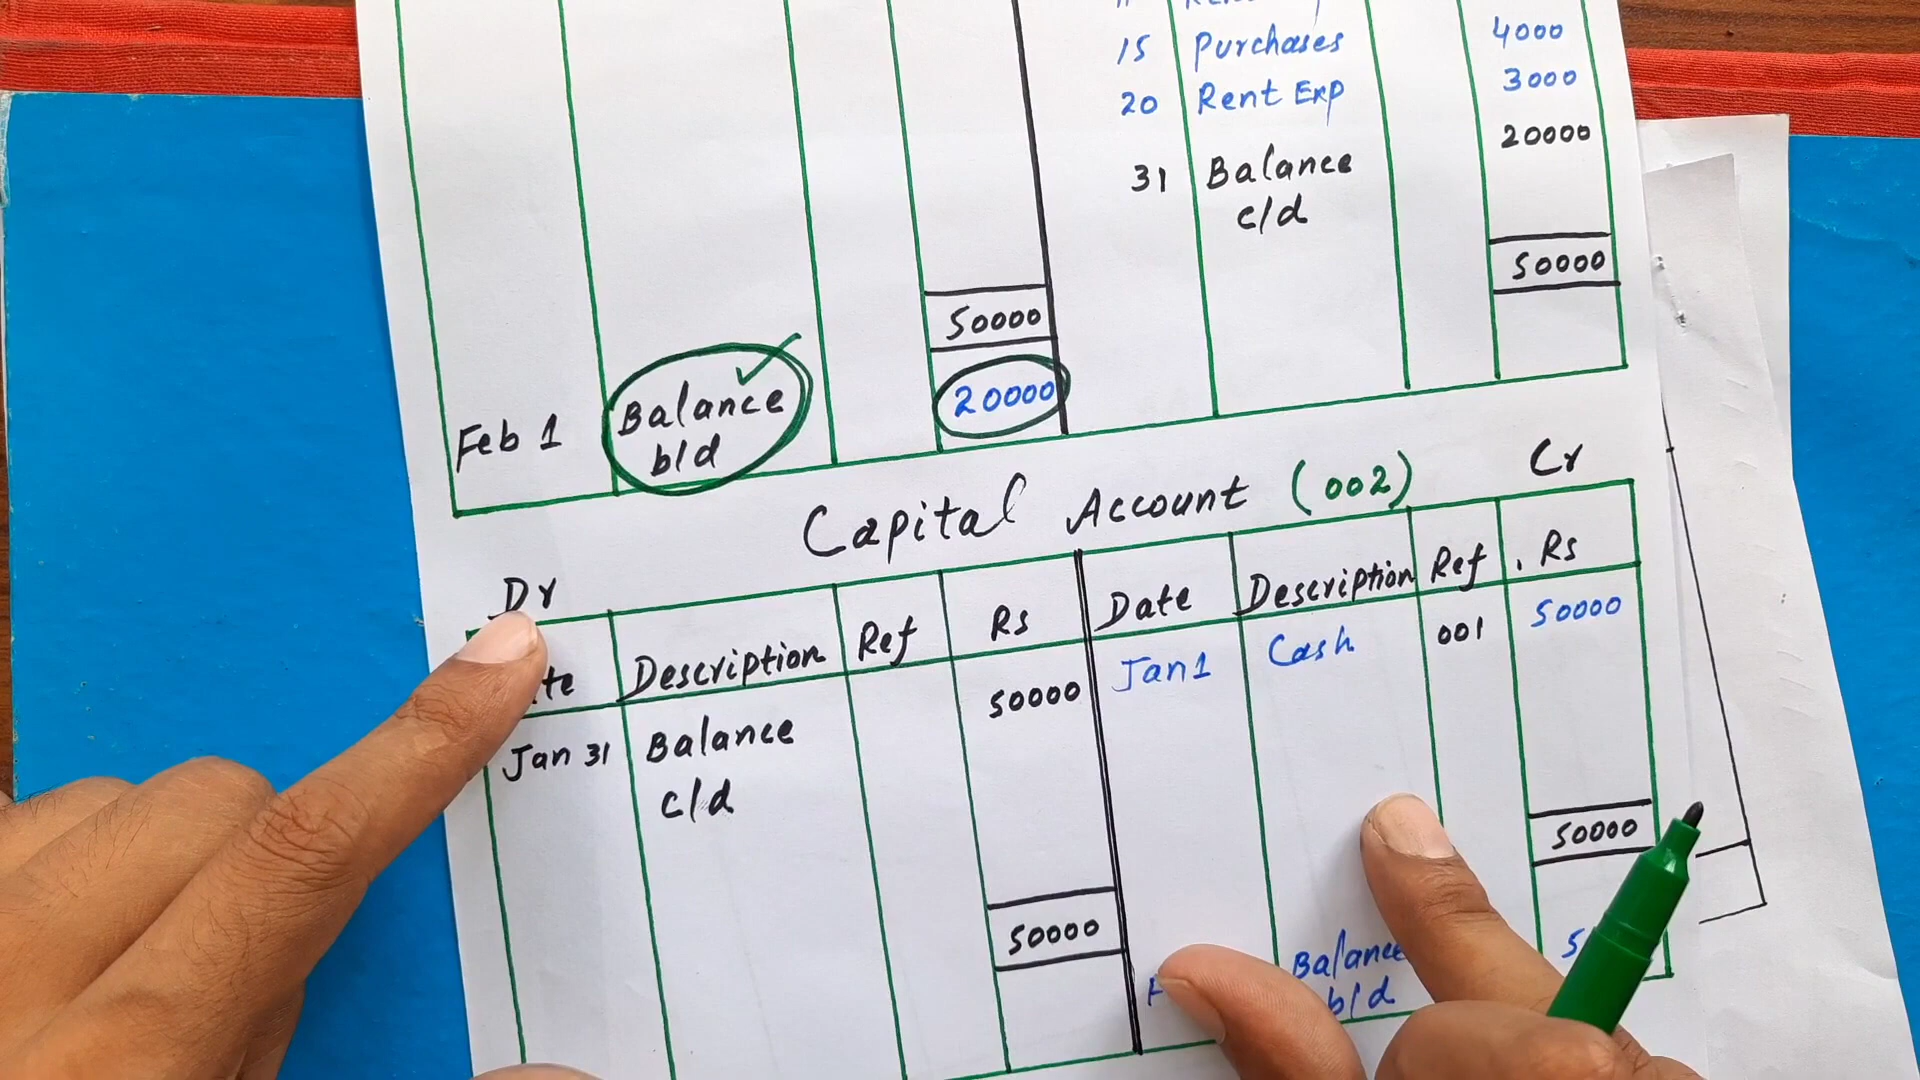 15 Purchases 4000
20 Rent Exp 3000
31 Balance 20000
c/d
50000 50000
Feb 1 Balance 20000
b/d
Capital Account (002)
Dr Cr
Description Ref Rs Date Description Ref Rs
Jan 31 Balance 50000 Jan 1 Cash 001 50000
c/d
50000 50000
Balance
b/d